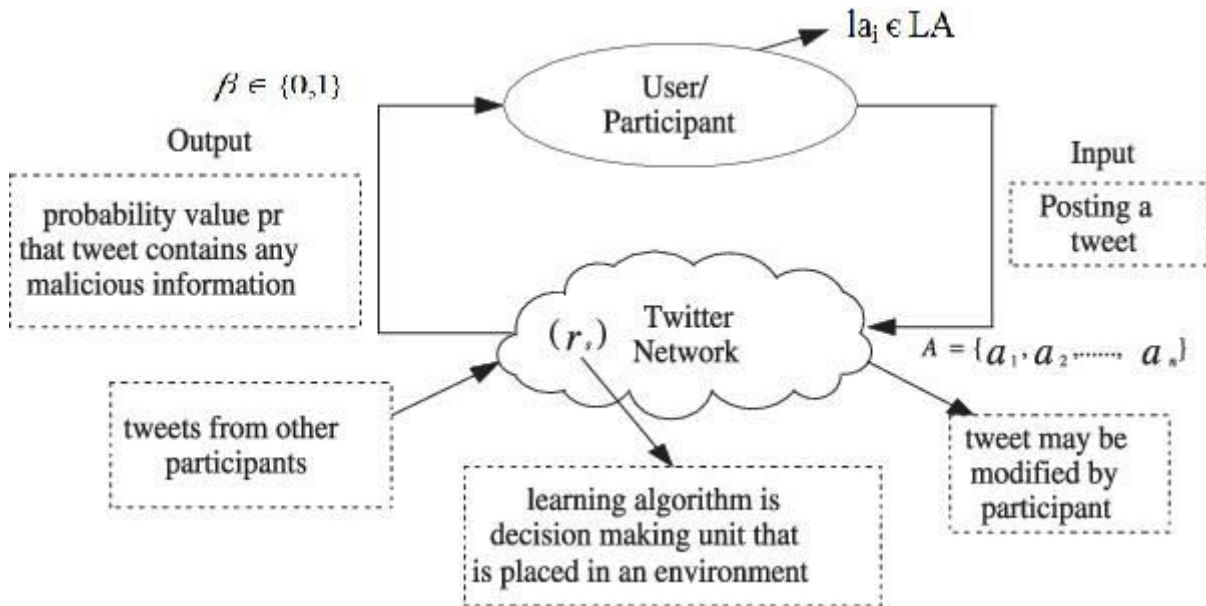 la_i ϵ LA
β ∈ {0,1}
User/
Participant
Output
Input
probability value pr
that tweet contains any
malicious information
Posting a
tweet
Twitter
Network
(r_s)
A = {a_1, a_2,......, a_n}
tweets from other
participants
tweet may be
modified by
participant
learning algorithm is
decision making unit that
is placed in an environment